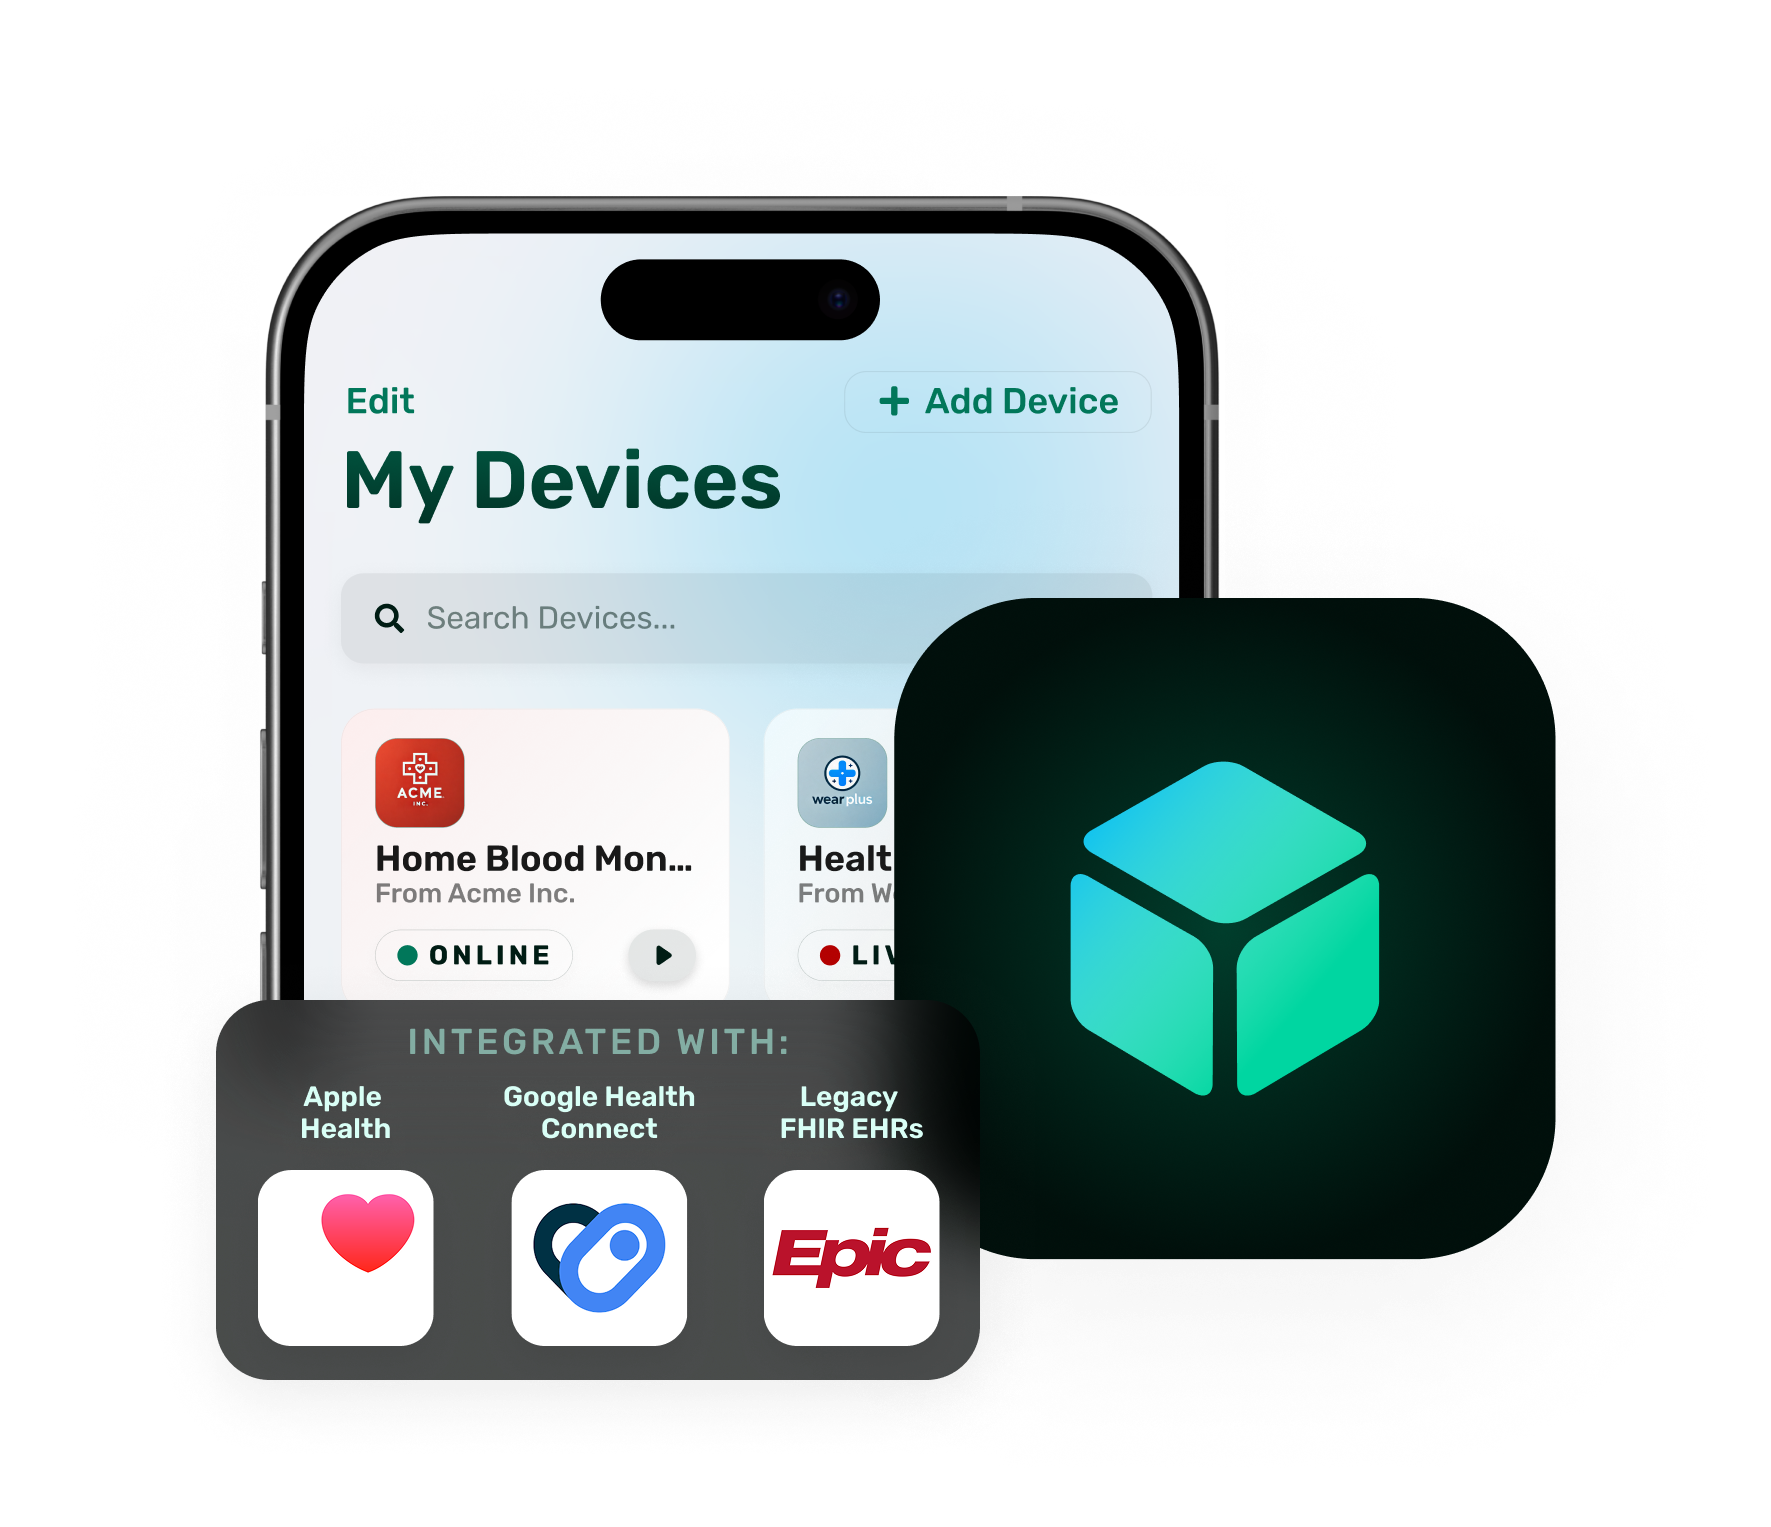 Edit
+ Add Device
My Devices
Search Devices...
ACME
INC.
wearplus
Home Blood Mon...
From Acme Inc.
Healt
From W
ONLINE
LIV
INTEGRATED WITH:
Apple
Health
Google Health
Connect
Legacy
FHIR EHRs
Epic